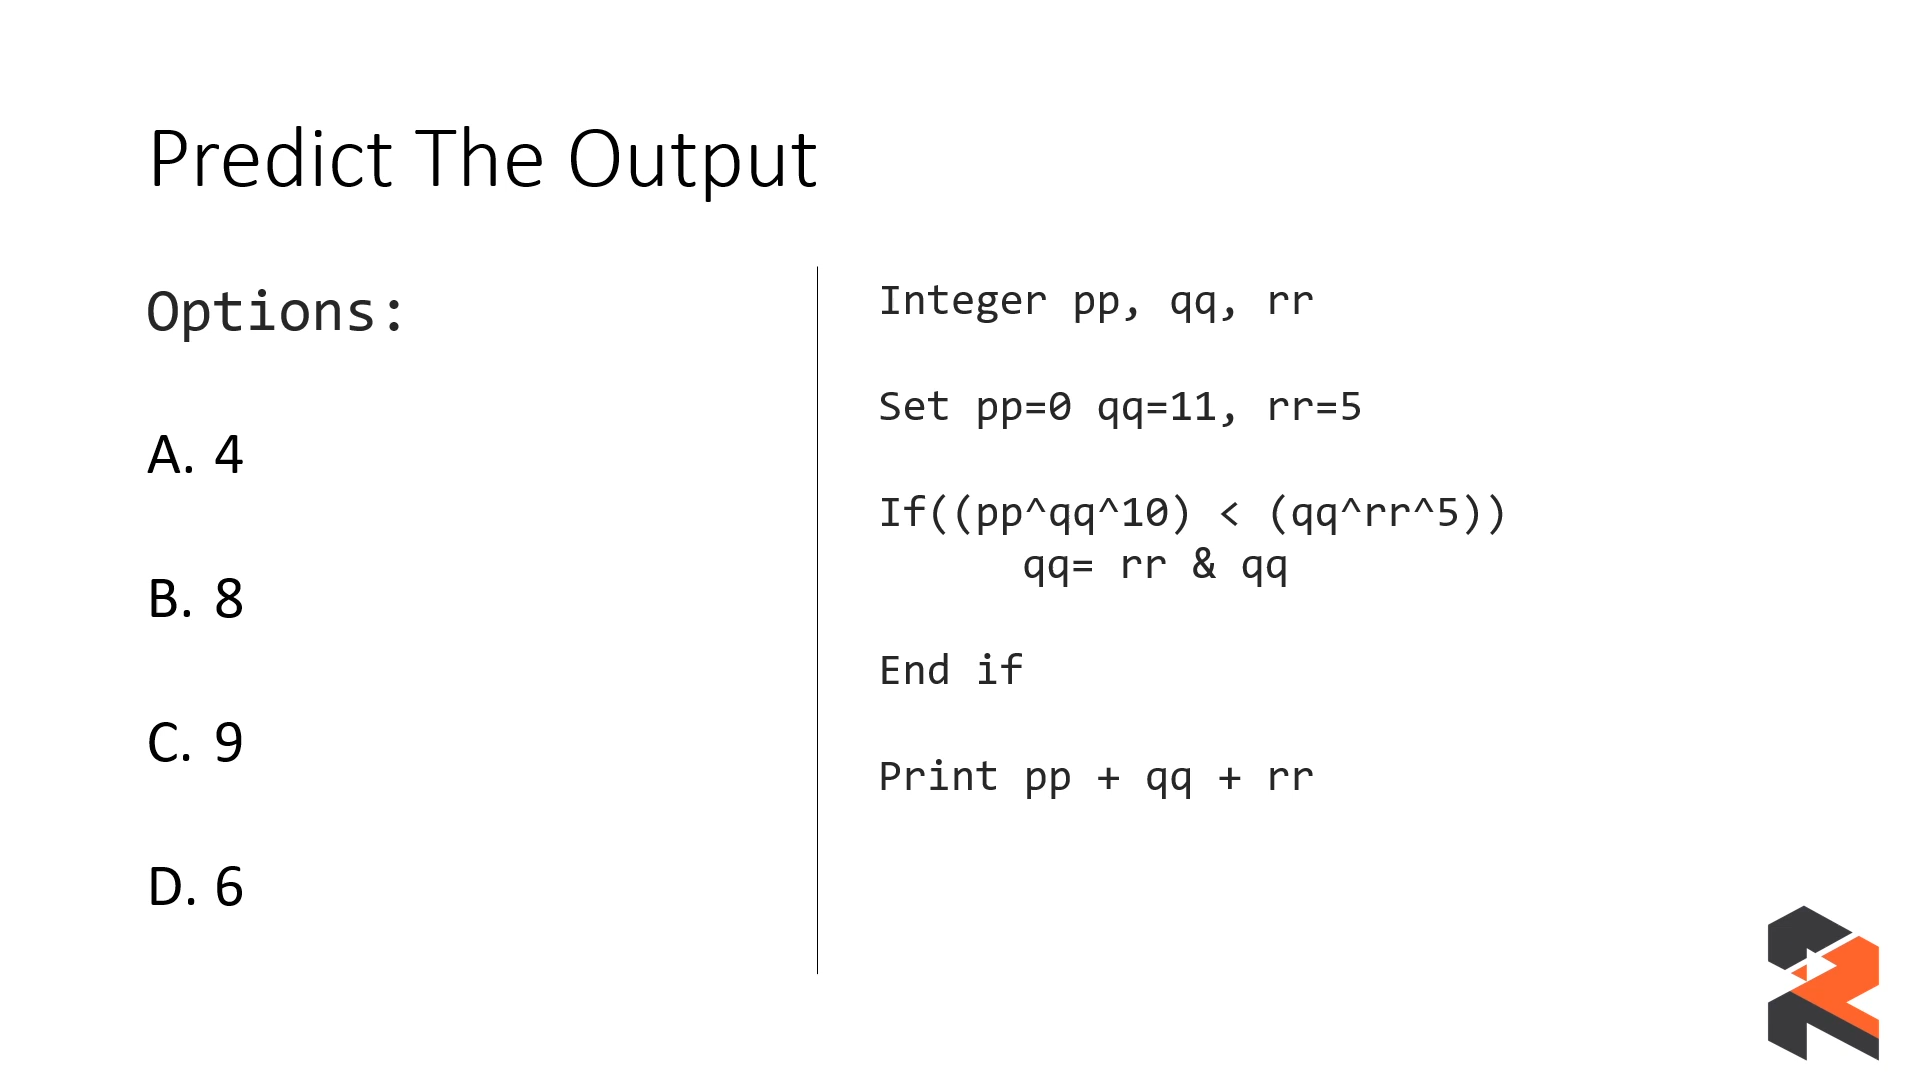 Predict The Output
Options:
A. 4
B. 8
C. 9
D. 6
Integer pp, qq, rr
Set pp=0 qq=11, rr=5
If((pp^qq^10) < (qq^rr^5))
qq= rr & qq
End if
Print pp + qq + rr